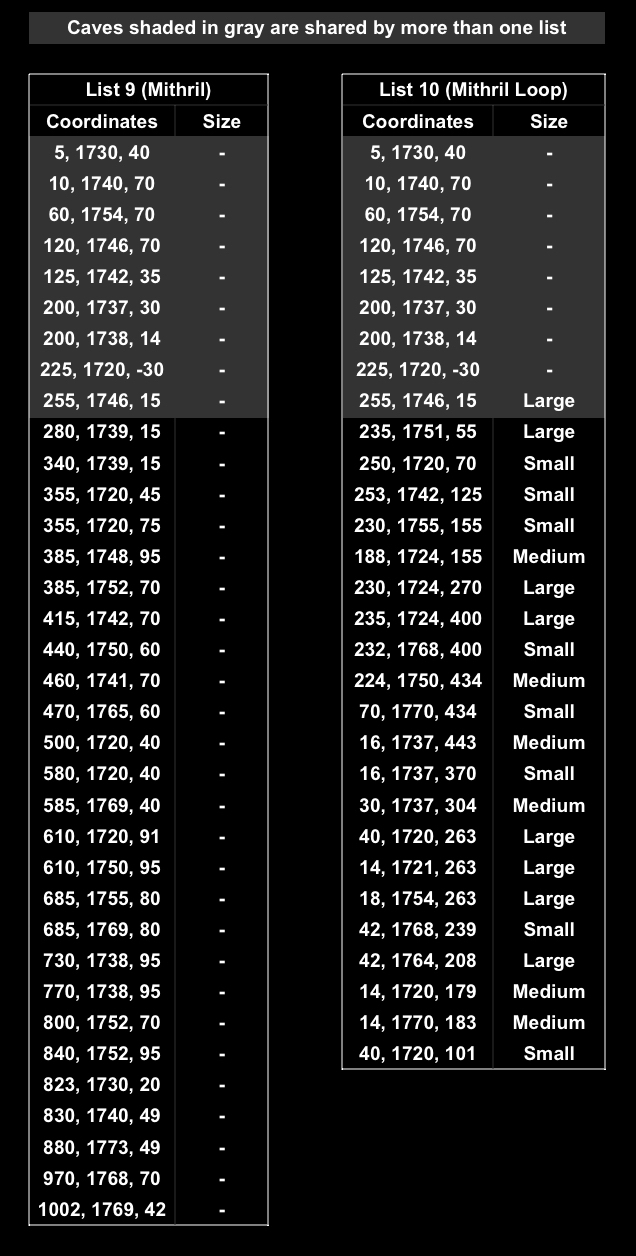 Caves shaded in gray are shared by more than one list
List 9 (Mithril)
Coordinates Size
5, 1730, 40 -
10, 1740, 70 -
60, 1754, 70 -
120, 1746, 70 -
125, 1742, 35 -
200, 1737, 30 -
200, 1738, 14 -
225, 1720, -30 -
255, 1746, 15 -
280, 1739, 15 -
340, 1739, 15 -
355, 1720, 45 -
355, 1720, 75 -
385, 1748, 95 -
385, 1752, 70 -
415, 1742, 70 -
440, 1750, 60 -
460, 1741, 70 -
470, 1765, 60 -
500, 1720, 40 -
580, 1720, 40 -
585, 1769, 40 -
610, 1720, 91 -
610, 1750, 95 -
685, 1755, 80 -
685, 1769, 80 -
730, 1738, 95 -
770, 1738, 95 -
800, 1752, 70 -
840, 1752, 95 -
823, 1730, 20 -
830, 1740, 49 -
880, 1773, 49 -
970, 1768, 70 -
1002, 1769, 42 -
List 10 (Mithril Loop)
Coordinates Size
5, 1730, 40 -
10, 1740, 70 -
60, 1754, 70 -
120, 1746, 70 -
125, 1742, 35 -
200, 1737, 30 -
200, 1738, 14 -
225, 1720, -30 -
255, 1746, 15 Large
235, 1751, 55 Large
250, 1720, 70 Small
253, 1742, 125 Small
230, 1755, 155 Small
188, 1724, 155 Medium
230, 1724, 270 Large
235, 1724, 400 Large
232, 1768, 400 Small
224, 1750, 434 Medium
70, 1770, 434 Small
16, 1737, 443 Medium
16, 1737, 370 Small
30, 1737, 304 Medium
40, 1720, 263 Large
14, 1721, 263 Large
18, 1754, 263 Large
42, 1768, 239 Small
42, 1764, 208 Large
14, 1720, 179 Medium
14, 1770, 183 Medium
40, 1720, 101 Small